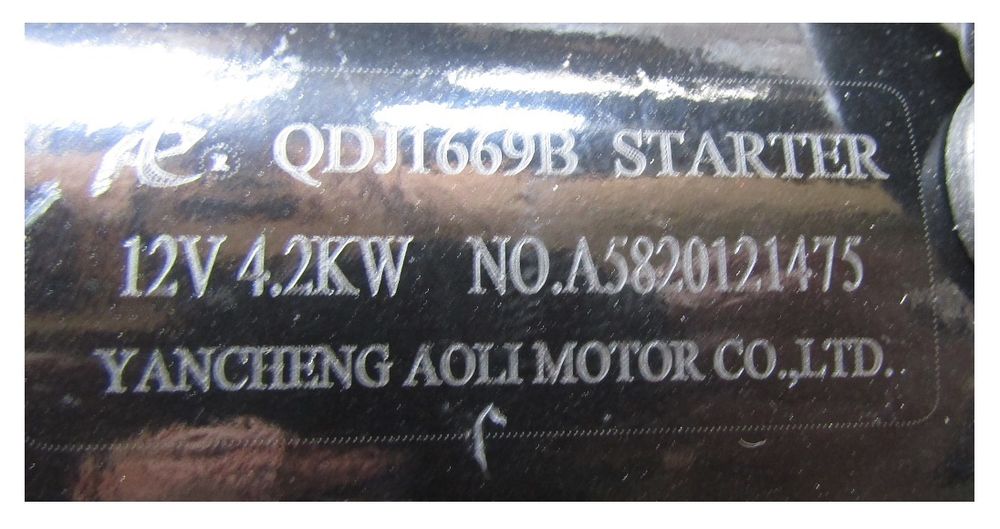 QDJ1669B STARTER
12V 4.2KW NO.A5820121475
YANCHENG AOLI MOTOR CO.,LTD.